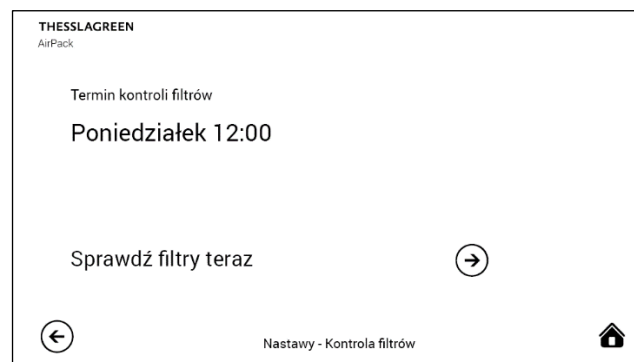 THESSLAGREEN
AirPack
Termin kontroli filtrów
Poniedziałek 12:00
Sprawdź filtry teraz
Nastawy - Kontrola filtrów